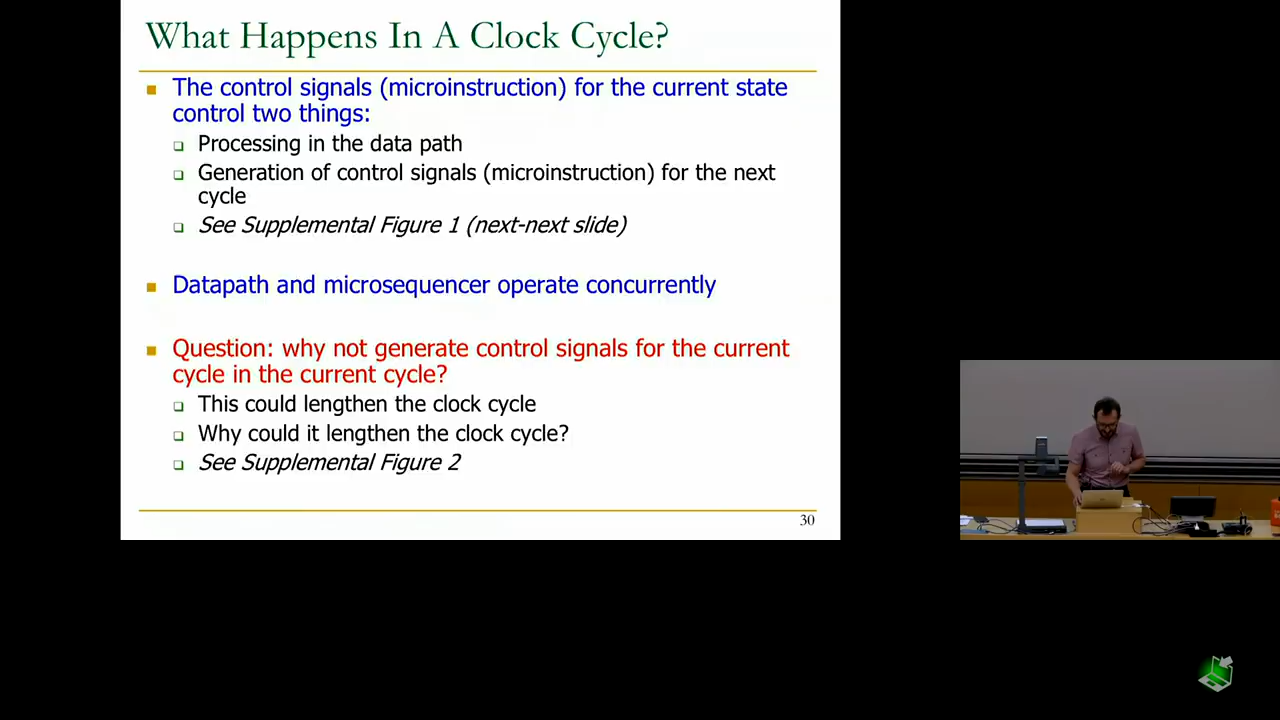 What Happens In A Clock Cycle?
The control signals (microinstruction) for the current state
control two things:
Processing in the data path
Generation of control signals (microinstruction) for the next
cycle
See Supplemental Figure 1 (next-next slide)
Datapath and microsequencer operate concurrently
Question: why not generate control signals for the current
cycle in the current cycle?
This could lengthen the clock cycle
Why could it lengthen the clock cycle?
See Supplemental Figure 2
30